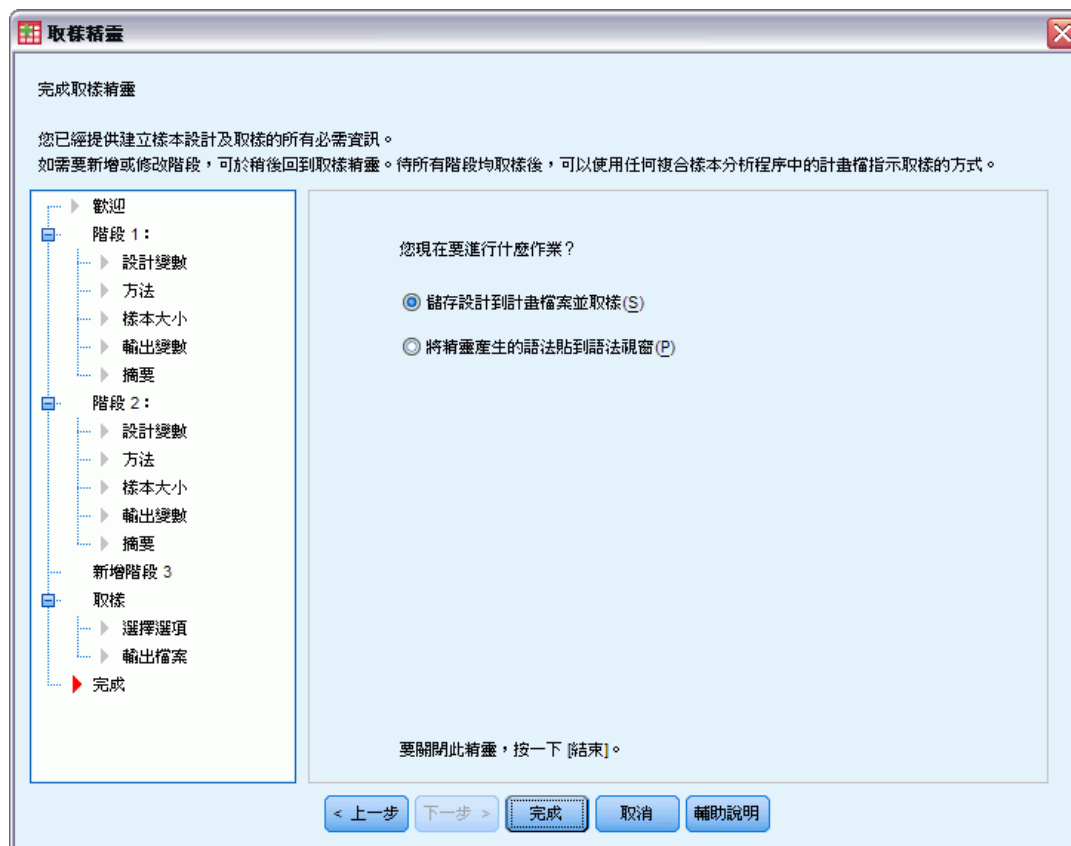 取樣精靈
完成取樣精靈
您已經提供建立樣本設計及取樣的所有必需資訊。
如需要新增或修改階段，可於稍後回到取樣精靈。待所有階段均取樣後，可以使用任何複合樣本分析程序中的計畫檔指示取樣的方式。
歡迎
階段 1：
設計變數
方法
樣本大小
輸出變數
摘要
階段 2：
設計變數
方法
樣本大小
輸出變數
摘要
新增階段 3
取樣
選擇選項
輸出檔案
完成
您現在要進行什麼作業？
儲存設計到計畫檔案並取樣(S)
將精靈產生的語法貼到語法視窗(P)
要關閉此精靈，按一下 [結束]。
< 上一步
下一步 >
完成
取消
輔助說明